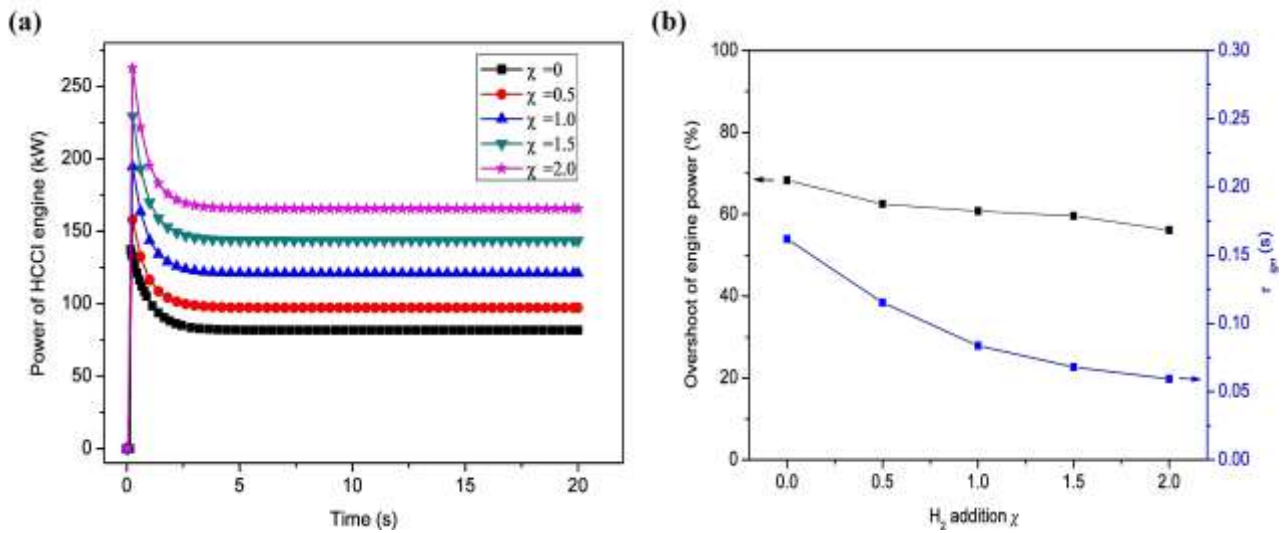 (a)
Power of HCCI engine (kW)
250
200
150
100
50
0
χ =0
χ =0.5
χ =1.0
χ =1.5
χ =2.0
0
5
10
15
20
Time (s)
(b)
Overshoot of engine power (%)
100
80
60
40
20
0
0.30
0.25
0.20
0.15
0.10
0.05
0.00
τ (s)
0.0
0.5
1.0
1.5
2.0
H₂ addition χ